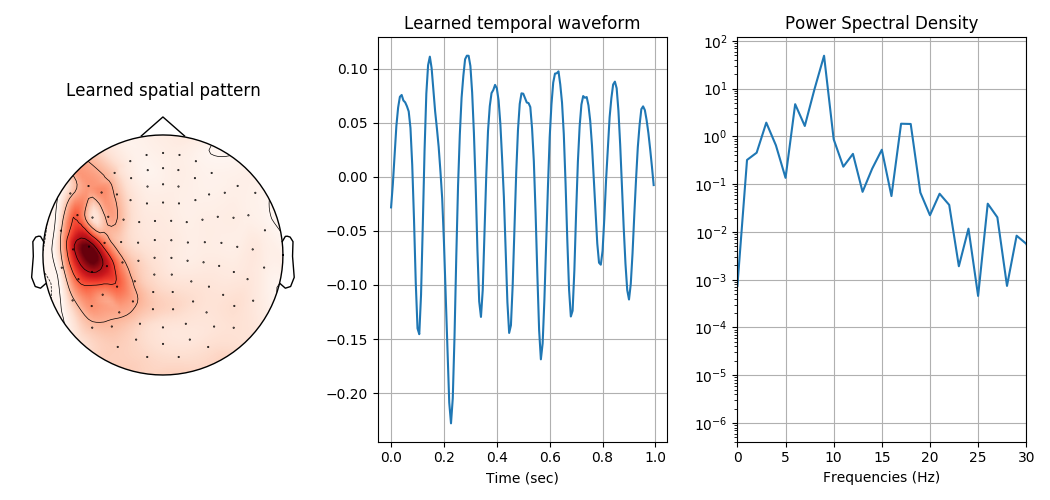 Learned spatial pattern
Learned temporal waveform
0.10
0.05
0.00
−0.05
−0.10
−0.15
−0.20
0.0 0.2 0.4 0.6 0.8 1.0
Time (sec)
Power Spectral Density
10²
10¹
10⁰
10⁻¹
10⁻²
10⁻³
10⁻⁴
10⁻⁵
10⁻⁶
0 5 10 15 20 25 30
Frequencies (Hz)